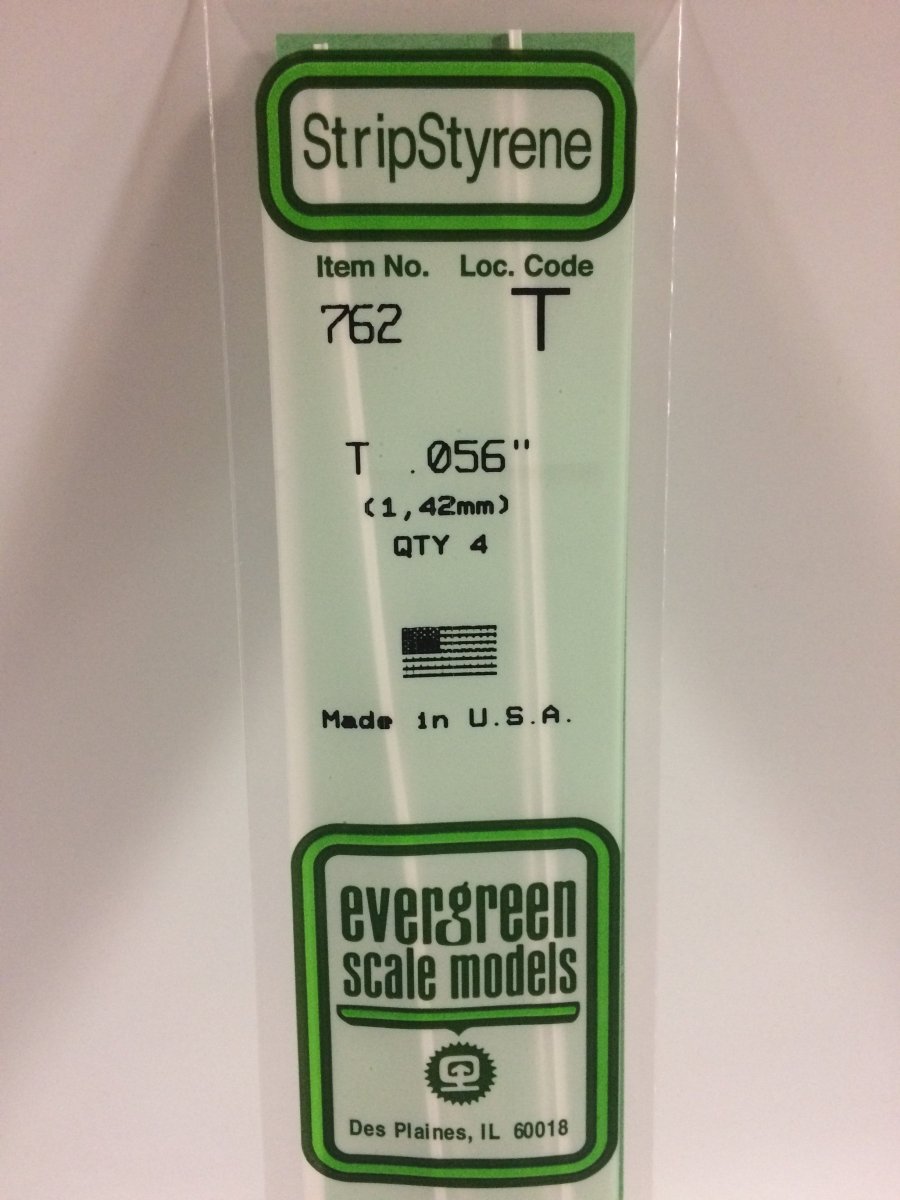 StripStyrene
Item No. Loc. Code
762 T
T .056"
(1,42mm)
QTY 4
Made in U.S.A.
evergreen
scale models
Des Plaines, IL 60018